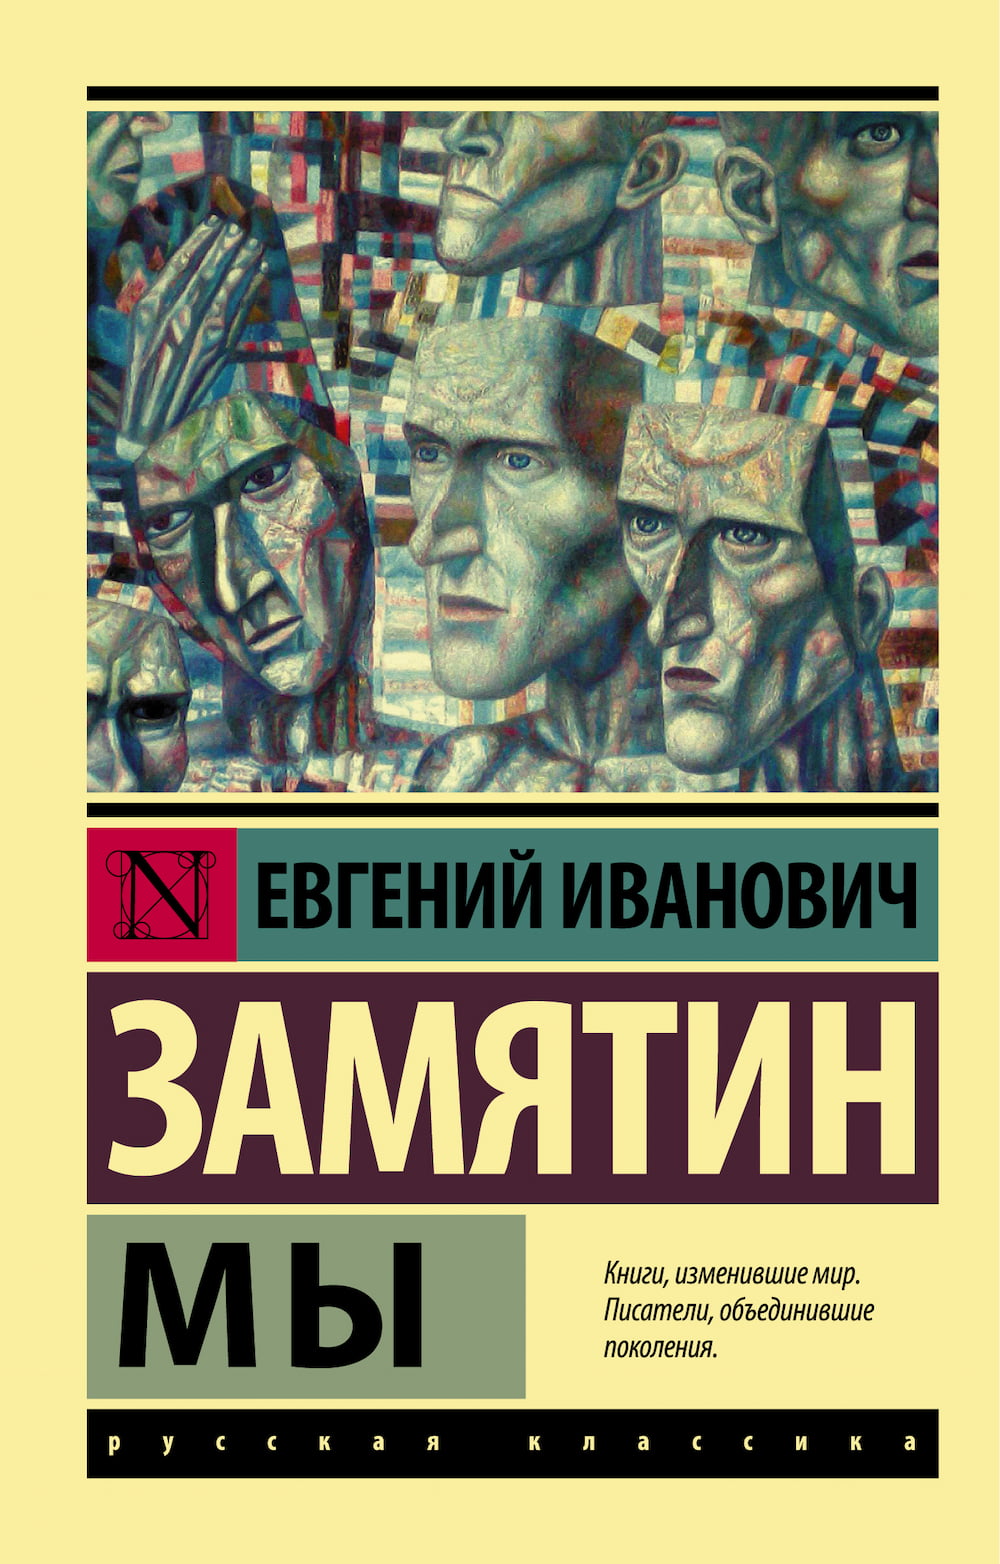 N
ЕВГЕНИЙ ИВАНОВИЧ
ЗАМЯТИН
МЫ
Книги, изменившие мир.
Писатели, объединившие
поколения.
русская классика